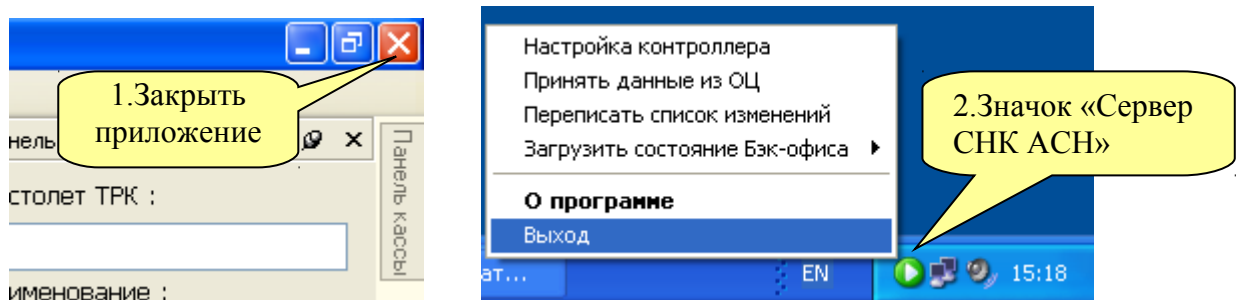 1.Закрыть
приложение
нель
столет ТРК :
именование :
Панель кассы
Настройка контроллера
Принять данные из ОЦ
Переписать список изменений
Загрузить состояние Бэк-офиса
О программе
Выход
2.Значок «Сервер
СНК АСН»
ат...
EN
15:18